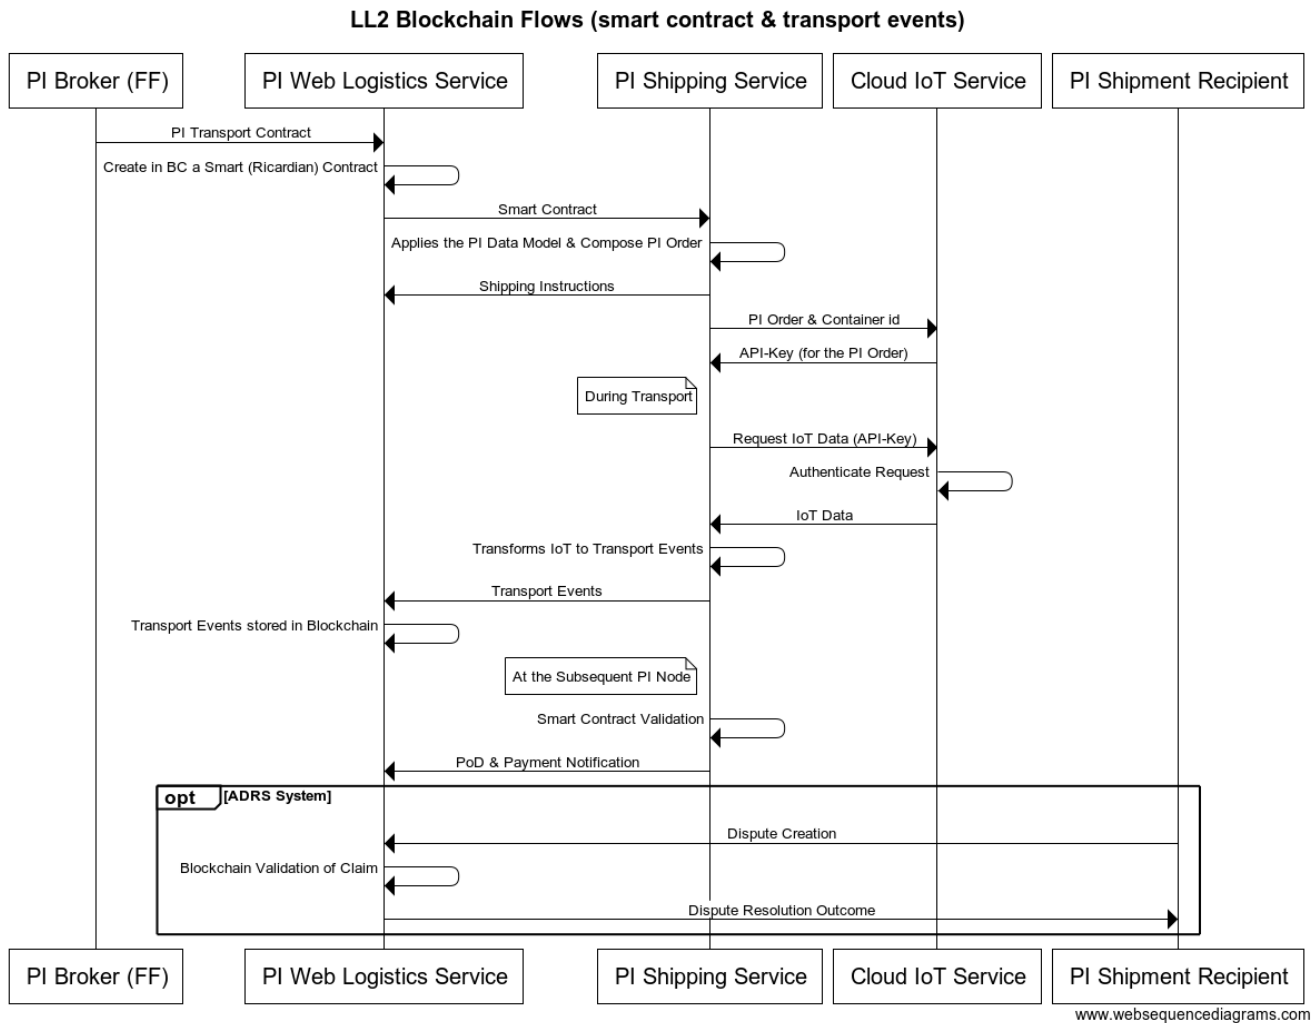 LL2 Blockchain Flows (smart contract & transport events)
PI Broker (FF)
PI Web Logistics Service
PI Shipping Service
Cloud IoT Service
PI Shipment Recipient
PI Transport Contract
Create in BC a Smart (Ricardian) Contract
Smart Contract
Applies the PI Data Model & Compose PI Order
Shipping Instructions
PI Order & Container id
API-Key (for the PI Order)
During Transport
Request IoT Data (API-Key)
Authenticate Request
IoT Data
Transforms IoT to Transport Events
Transport Events
Transport Events stored in Blockchain
At the Subsequent PI Node
Smart Contract Validation
PoD & Payment Notification
opt
[ADRS System]
Dispute Creation
Blockchain Validation of Claim
Dispute Resolution Outcome
PI Broker (FF)
PI Web Logistics Service
PI Shipping Service
Cloud IoT Service
PI Shipment Recipient
www.websequencediagrams.com